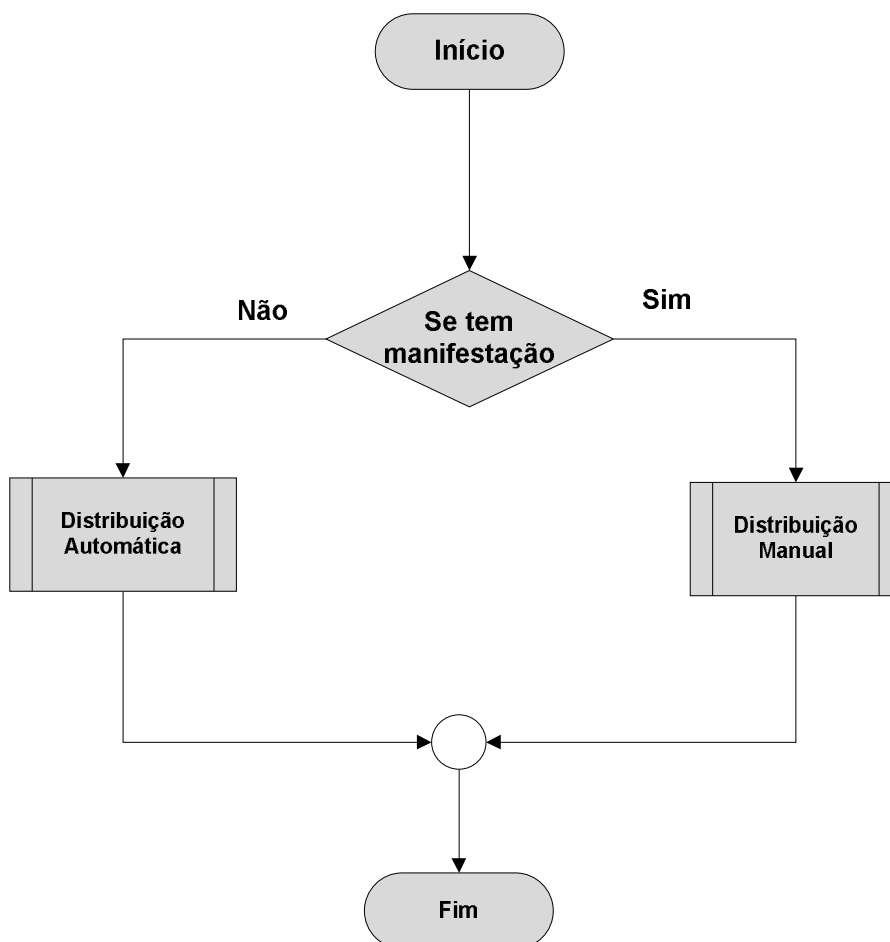 Início
Não
Sim
Se tem
manifestação
Distribuição
Automática
Distribuição
Manual
Fim